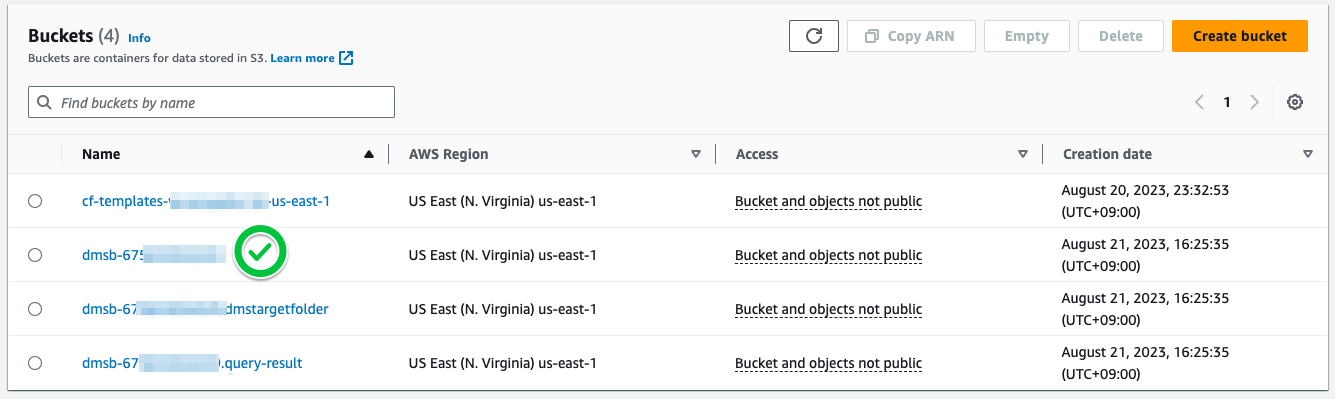 Buckets (4) Info
Buckets are containers for data stored in S3. Learn more
Copy ARN
Empty
Delete
Create bucket
Find buckets by name
1
Name AWS Region Access Creation date
cf-templates- -us-east-1 US East (N. Virginia) us-east-1 Bucket and objects not public August 20, 2023, 23:32:53
(UTC+09:00)
dmsb-675 US East (N. Virginia) us-east-1 Bucket and objects not public August 21, 2023, 16:25:35
(UTC+09:00)
dmsb-67 dmstargetfolder US East (N. Virginia) us-east-1 Bucket and objects not public August 21, 2023, 16:25:35
(UTC+09:00)
dmsb-67 .query-result US East (N. Virginia) us-east-1 Bucket and objects not public August 21, 2023, 16:25:35
(UTC+09:00)